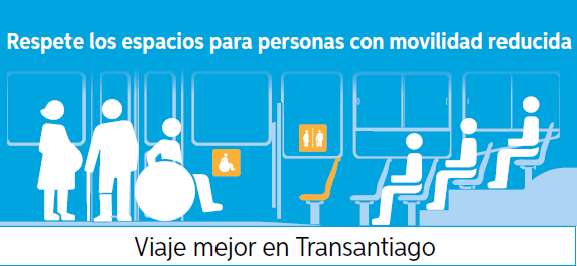 Respete los espacios para personas con movilidad reducida
Viaje mejor en Transantiago